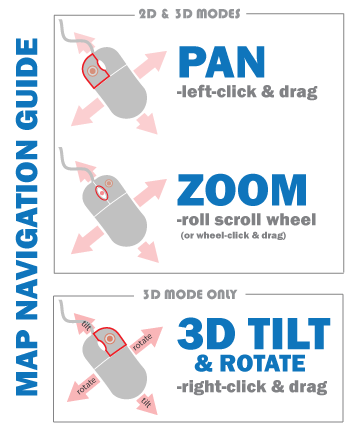 MAP NAVIGATION GUIDE
2D & 3D MODES
PAN
-left-click & drag
ZOOM
-roll scroll wheel
(or wheel-click & drag)
3D MODE ONLY
tilt
rotate
rotate
tilt
3D TILT
& ROTATE
-right-click & drag